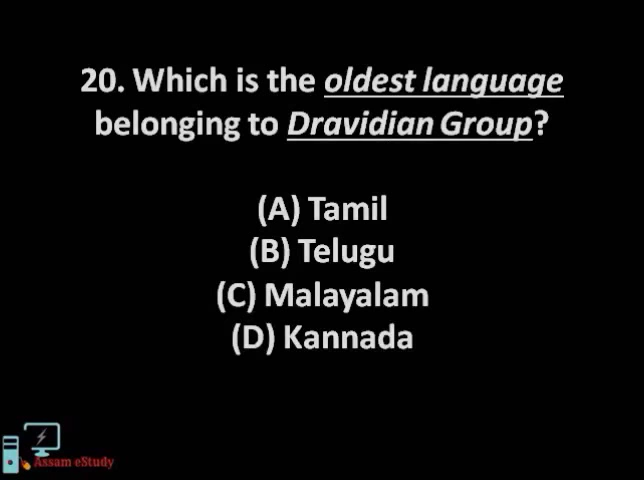 20. Which is the oldest language
belonging to Dravidian Group?
(A) Tamil
(B) Telugu
(C) Malayalam
(D) Kannada
Assam eStudy